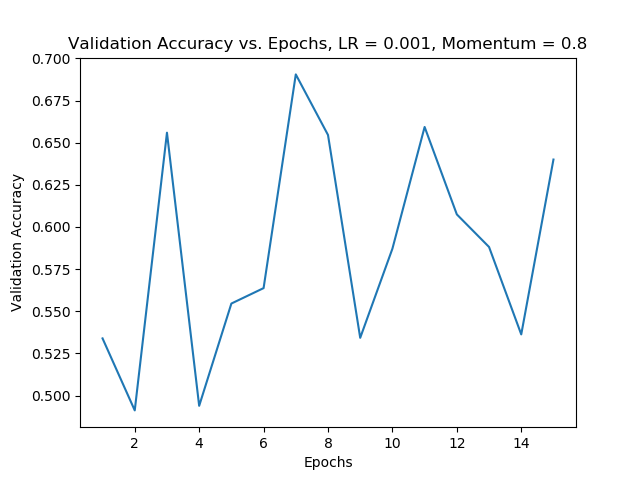 Validation Accuracy vs. Epochs, LR = 0.001, Momentum = 0.8
0.700
0.675
0.650
0.625
0.600
0.575
0.550
0.525
0.500
Validation Accuracy
2 4 6 8 10 12 14
Epochs